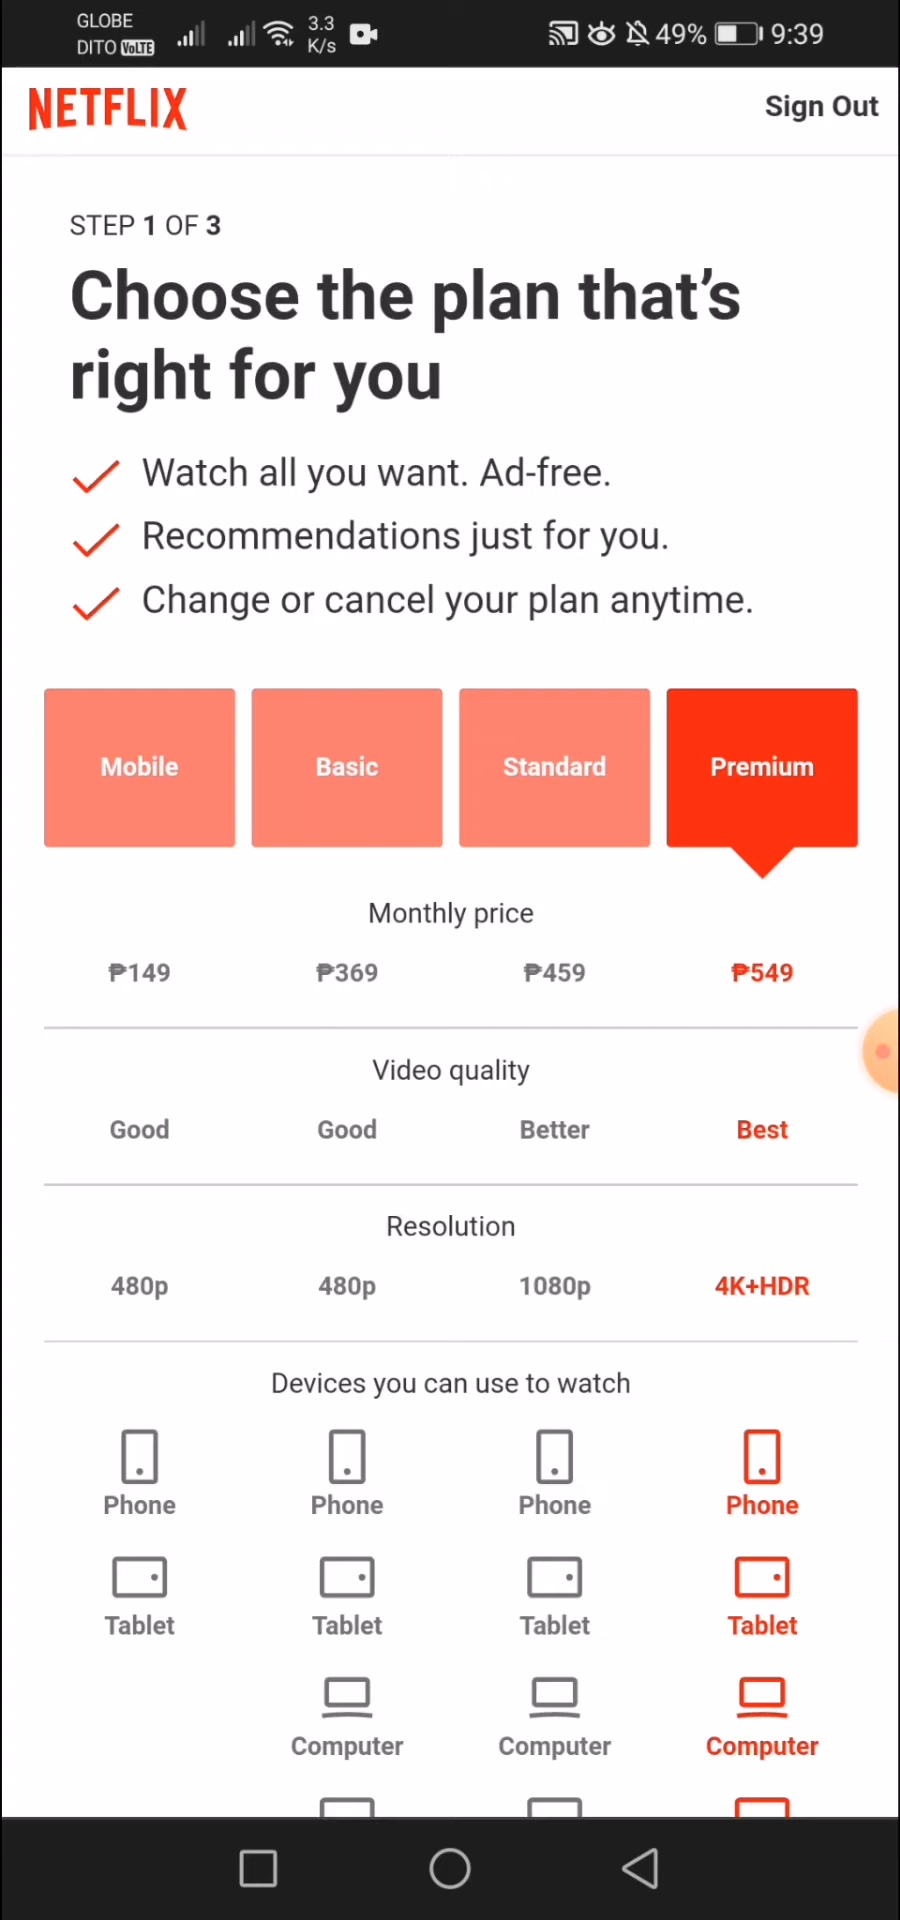 GLOBE
DITO VoLTE
3.3
K/s
49%
9:39
NETFLIX
Sign Out
STEP 1 OF 3
Choose the plan that’s
right for you
Watch all you want. Ad-free.
Recommendations just for you.
Change or cancel your plan anytime.
Mobile Basic Standard Premium
Monthly price
₱149 ₱369 ₱459 ₱549
Video quality
Good Good Better Best
Resolution
480p 480p 1080p 4K+HDR
Devices you can use to watch
Phone Phone Phone Phone
Tablet Tablet Tablet Tablet
Computer Computer Computer